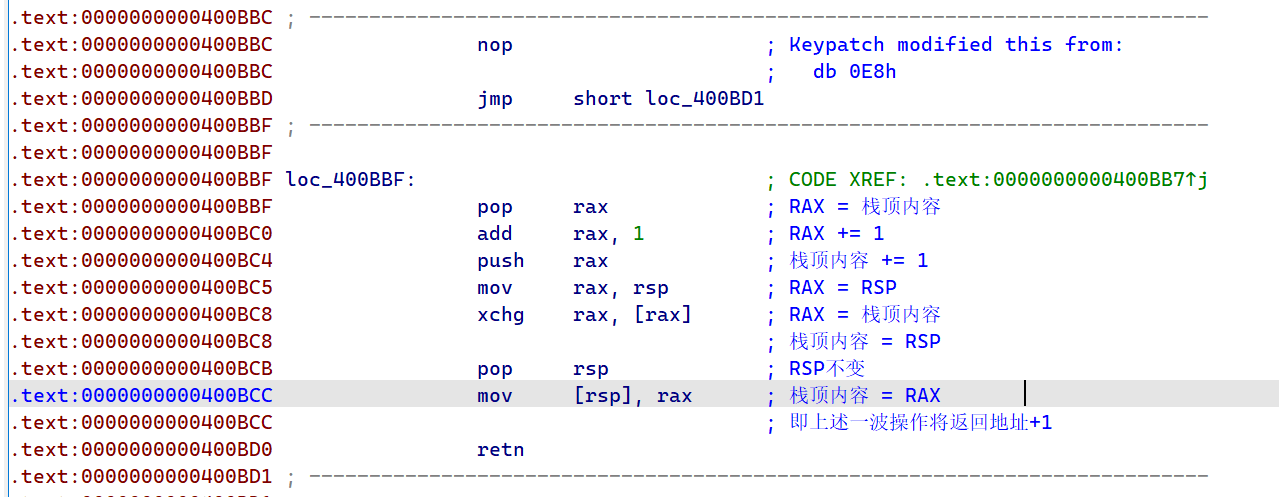 .text:0000000000400BBC ; ---------------------------------------------------------------------------
.text:0000000000400BBC nop ; Keypatch modified this from:
.text:0000000000400BBC ; db 0E8h
.text:0000000000400BBD jmp short loc_400BD1
.text:0000000000400BBF ; ---------------------------------------------------------------------------
.text:0000000000400BBF
.text:0000000000400BBF loc_400BBF: ; CODE XREF: .text:0000000000400BB7↑j
.text:0000000000400BBF pop rax ; RAX = 栈顶内容
.text:0000000000400BC0 add rax, 1 ; RAX += 1
.text:0000000000400BC4 push rax ; 栈顶内容 += 1
.text:0000000000400BC5 mov rax, rsp ; RAX = RSP
.text:0000000000400BC8 xchg rax, [rax] ; RAX = 栈顶内容
.text:0000000000400BC8 ; 栈顶内容 = RSP
.text:0000000000400BCB pop rsp ; RSP不变
.text:0000000000400BCC mov [rsp], rax ; 栈顶内容 = RAX
.text:0000000000400BCC ; 即上述一波操作将返回地址+1
.text:0000000000400BD0 retn
.text:0000000000400BD1 ; ---------------------------------------------------------------------------